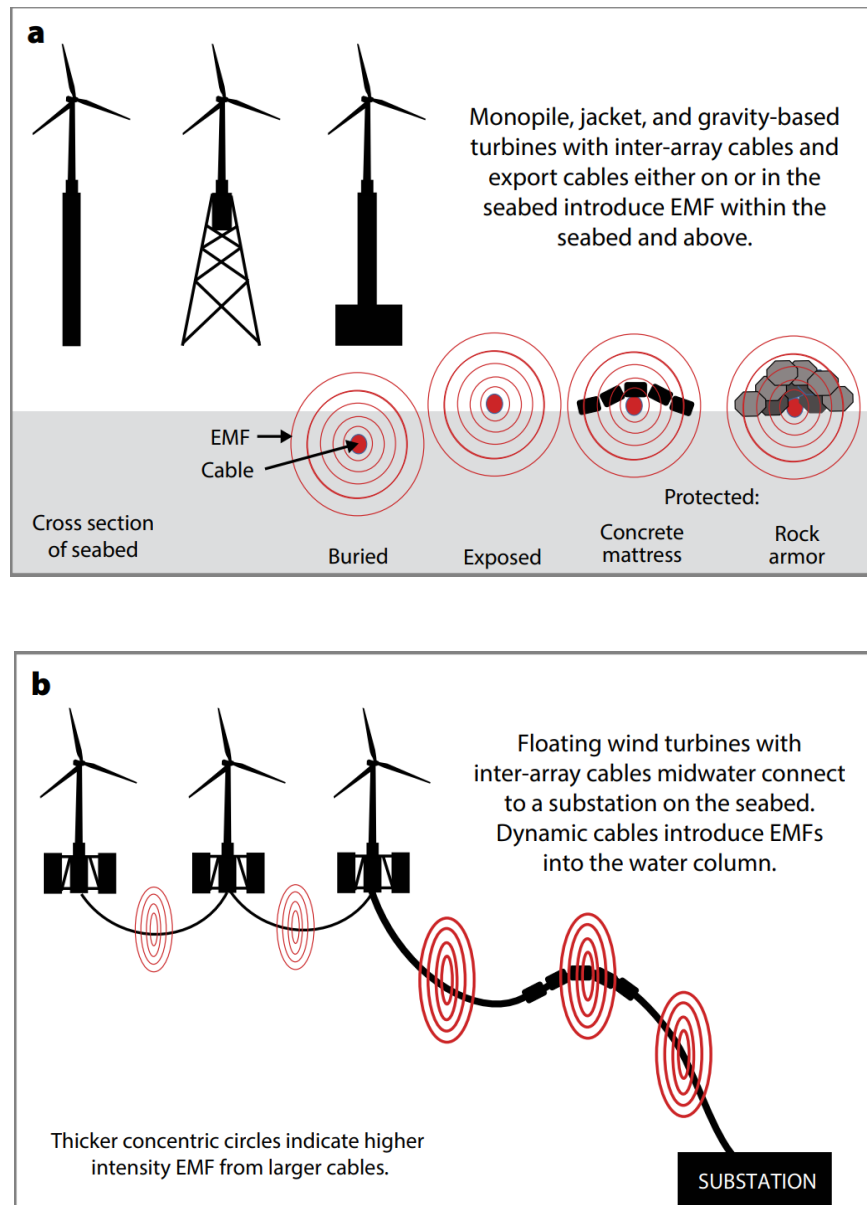 a
Monopile, jacket, and gravity-based
turbines with inter-array cables and
export cables either on or in the
seabed introduce EMF within the
seabed and above.
EMF
Cable
Protected:
Cross section
of seabed
Buried
Exposed
Concrete
mattress
Rock
armor
b
Floating wind turbines with
inter-array cables midwater connect
to a substation on the seabed.
Dynamic cables introduce EMFs
into the water column.
Thicker concentric circles indicate higher
intensity EMF from larger cables.
SUBSTATION